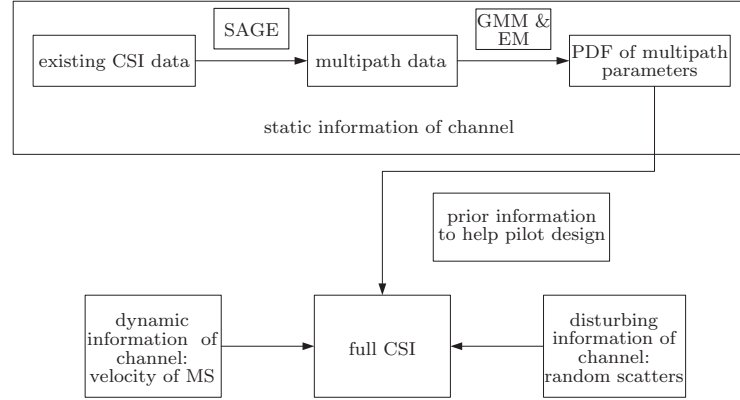 SAGE
GMM &
EM
existing CSI data
multipath data
PDF of multipath
parameters
static information of channel
prior information
to help pilot design
dynamic
information of
channel:
velocity of MS
full CSI
disturbing
information of
channel:
random scatters